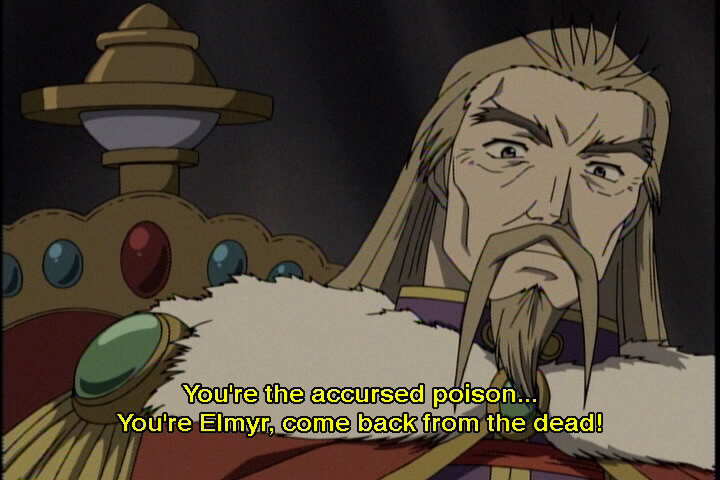 You're the accursed poison...
You're Elmyr, come back from the dead!